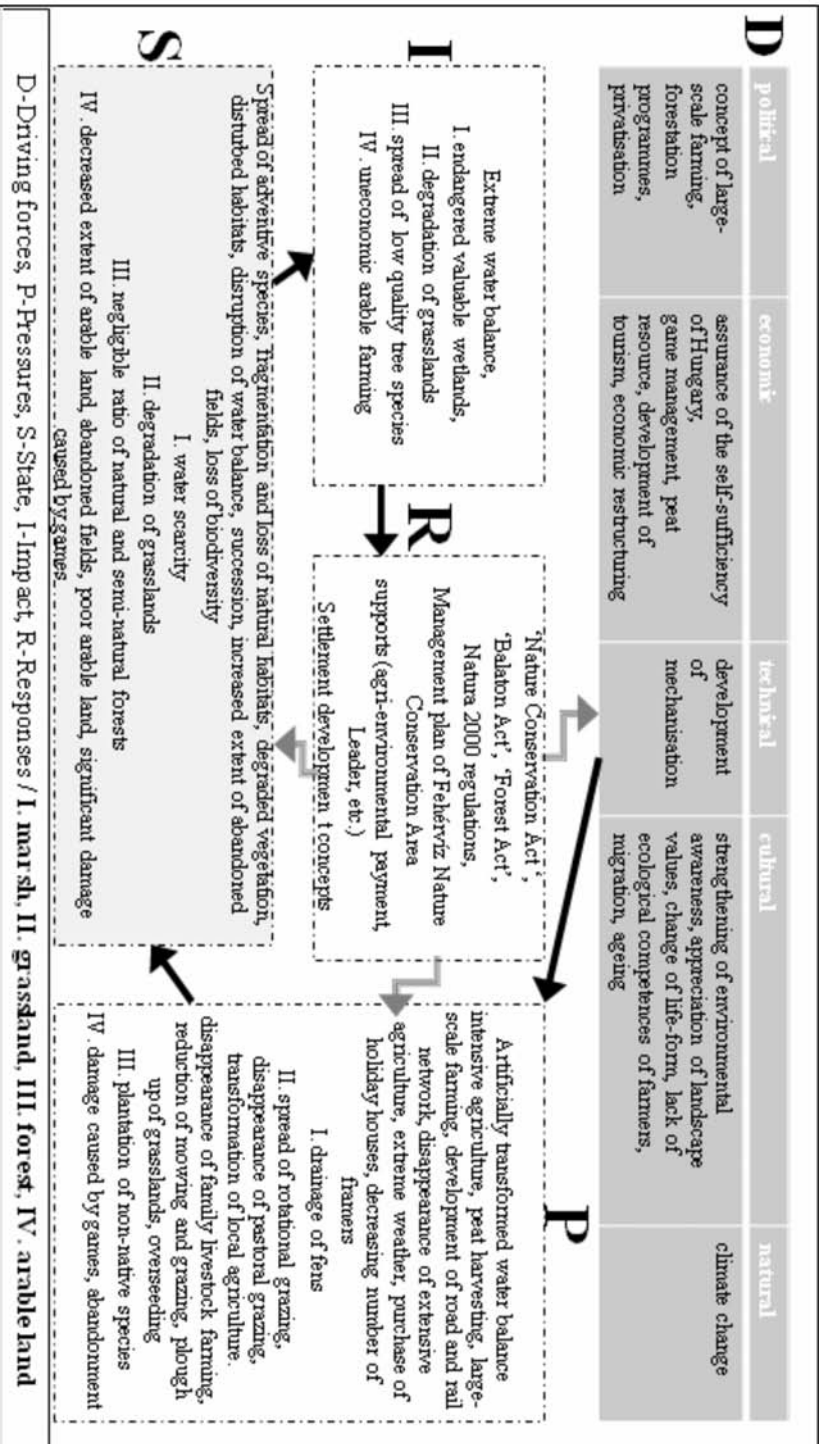 D
political
economic
technical
cultural
natural
concept of large-
scale farming,
forestation
programmes,
privatisation
assurance of the self-sufficiency
of Hungary,
game management, peat
resource, development of
tourism, economic restructuring
development
of
mechanisation
strengthening of environmental
awareness, appreciation of landscape
values, change of life-form, lack of
ecological competences of farmers,
migration, ageing
climate change
I
Extreme water balance,
I. endangered valuable wetlands,
II. degradation of grasslands
III. spread of low quality tree species
IV. uneconomic arable farming
R
'Nature Conservation Act',
'Balaton Act', 'Forest Act',
Natura 2000 regulations,
Management plan of Fehérvíz Nature
Conservation Area
supports (agri-environmental payment,
Leader, etc.)
Settlement developmen t concepts
P
Artificially transformed water balance
intensive agriculture, peat harvesting, large-
scale farming, development of road and rail
network, disappearance of extensive
agriculture, extreme weather, purchase of
holiday houses, decreasing number of
framers
I. drainage of fens
II. spread of rotational grazing,
disappearance of pastoral grazing,
transformation of local agriculture.
disappearance of family livestock farming,
reduction of mowing and grazing, plough
up of grasslands, overseeding
III. plantation of non-native species
IV. damage caused by games, abandonment
S
Spread of adventive species, fragmentation and loss of natural habitats, degraded vegetation,
disturbed habitats, disruption of water balance, succession, increased extent of abandoned
fields, loss of biodiversity
I. water scarcity
II. degradation of grasslands
III. negligible ratio of natural and semi-natural forests
IV. decreased extent of arable land, abandoned fields, poor arable land, significant damage
caused by games
D-Driving forces, P-Pressures, S-State, I-Impact, R-Responses / I. marsh, II. grassland, III. forest, IV. arable land